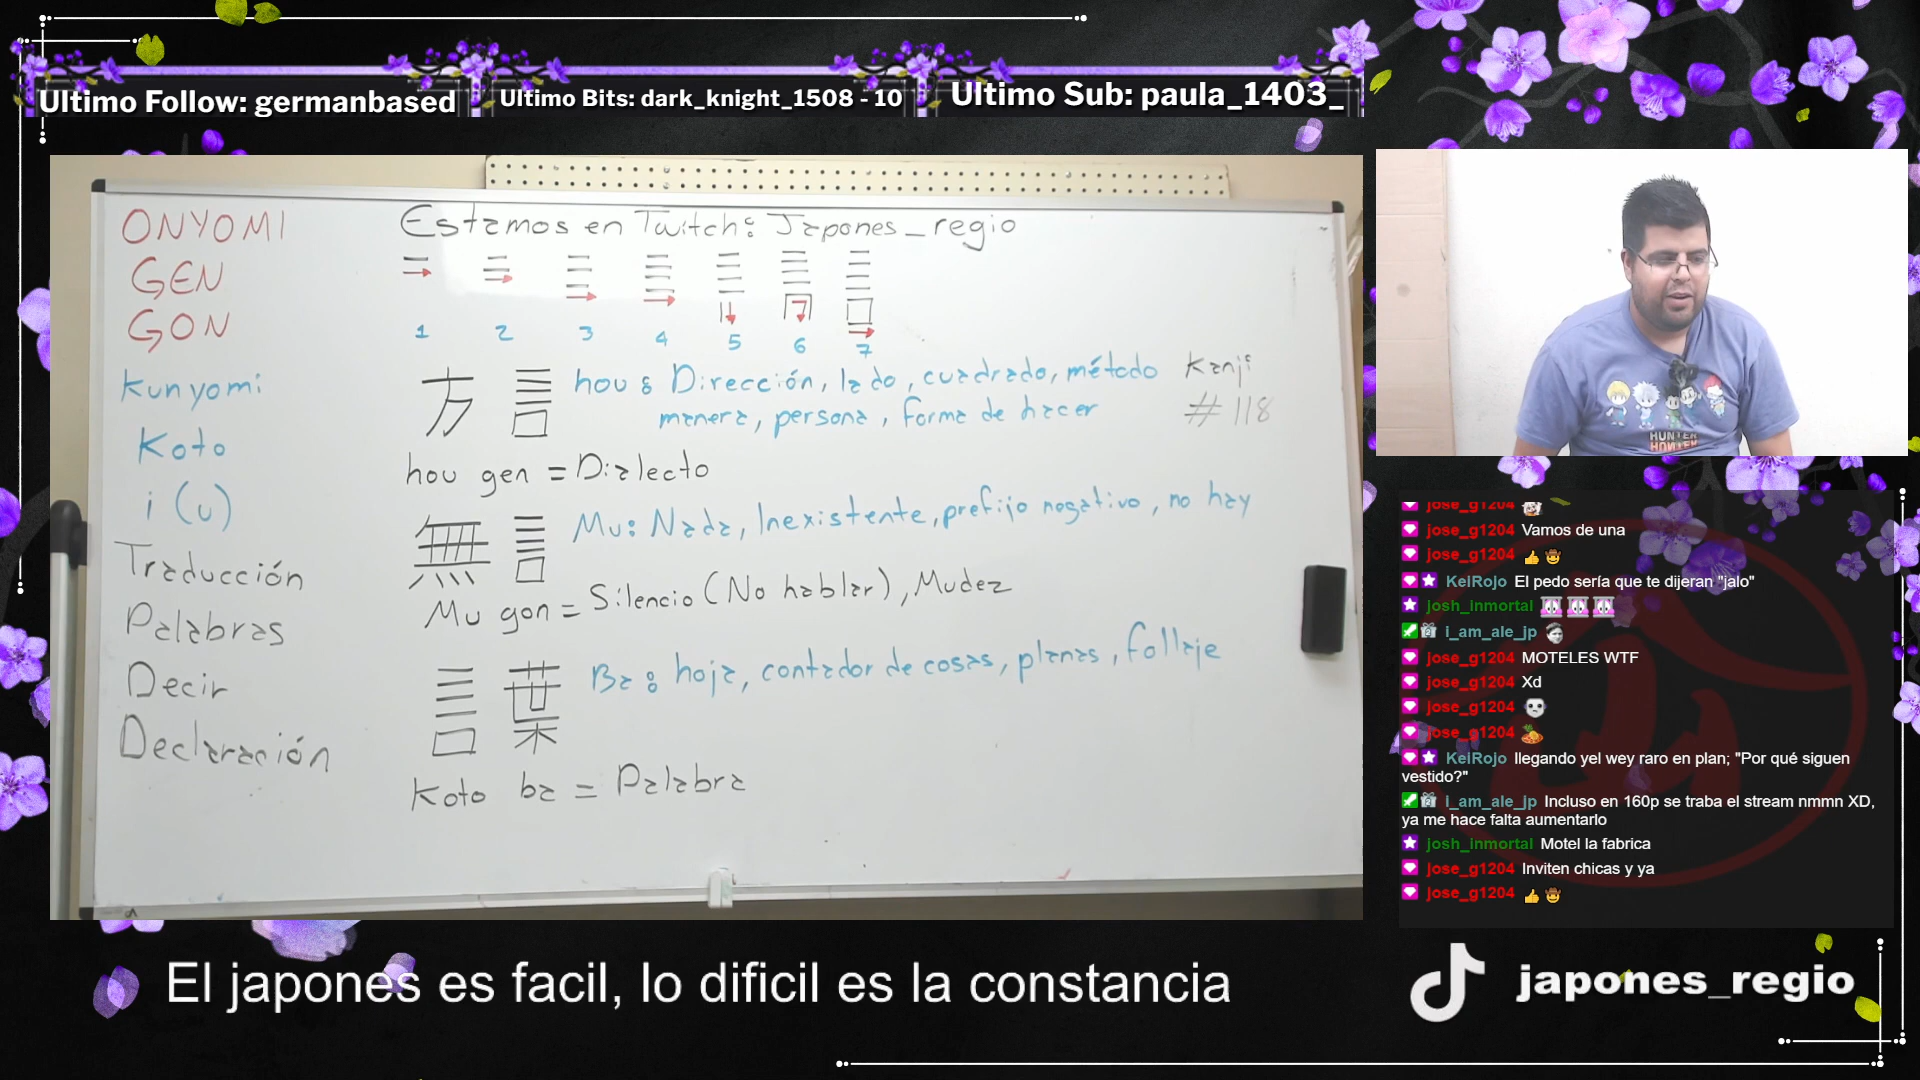 Ultimo Follow: germanbased
Ultimo Bits: dark_knight_1508 - 10
Ultimo Sub: paula_1403_
ONYOMI
GEN
GON
Kunyomi
Koto
i (u)
Traducción
Palabras
Decir
Declaración
Estamos en Twitch: Japones_regio
1 2 3 4 5 6 7
方言 hou: Dirección, lado, cuadrado, método
manera, persona, forma de hacer
Kanji
#118
hou gen = Dialecto
無言 Mu: Nada, Inexistente, prefijo negativo, no hay
Mu gon = Silencio (No hablar), Mudez
言葉 Ba: hoja, contador de cosas, planas, follaje
Koto ba = Palabra
HUNTER
HUNTER
jose_g1204
jose_g1204 Vamos de una
jose_g1204
KelRojo El pedo sería que te dijeran "jalo"
josh_inmortal
i_am_ale_jp
jose_g1204 MOTELES WTF
jose_g1204 Xd
jose_g1204
jose_g1204
KelRojo llegando yel wey raro en plan; "Por qué siguen
vestido?"
i_am_ale_jp Incluso en 160p se traba el stream nmmn XD,
ya me hace falta aumentarlo
josh_inmortal Motel la fabrica
jose_g1204 Inviten chicas y ya
jose_g1204
El japones es facil, lo dificil es la constancia
japones_regio